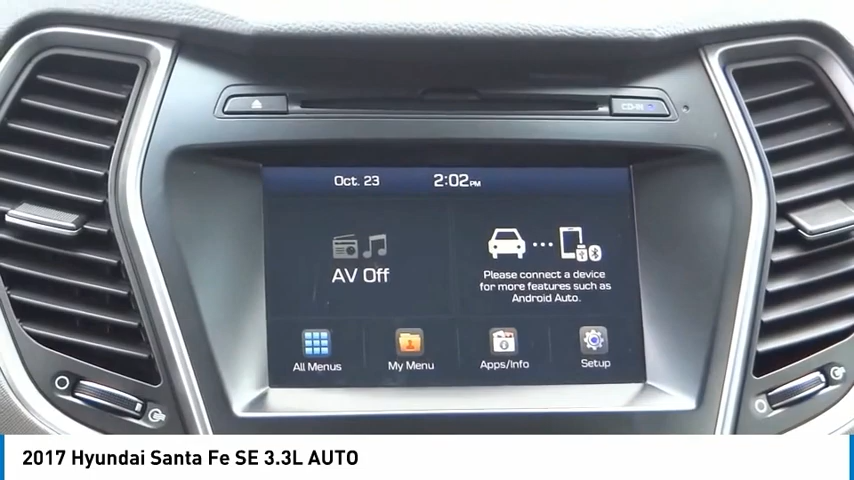 CD-IN
Oct. 23 2:02PM
AV Off
Please connect a device
for more features such as
Android Auto.
All Menus My Menu Apps/Info Setup
2017 Hyundai Santa Fe SE 3.3L AUTO